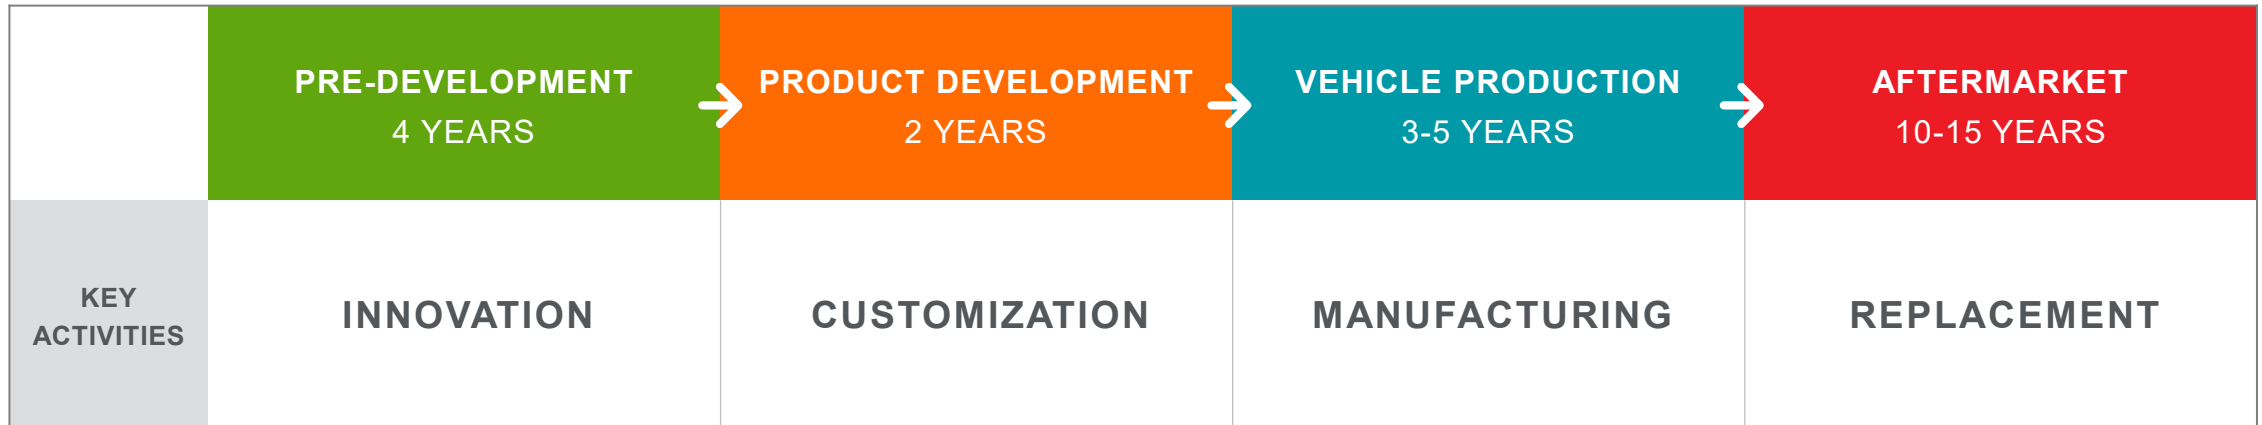 PRE-DEVELOPMENT
4 YEARS
PRODUCT DEVELOPMENT
2 YEARS
VEHICLE PRODUCTION
3-5 YEARS
AFTERMARKET
10-15 YEARS
KEY
ACTIVITIES
INNOVATION
CUSTOMIZATION
MANUFACTURING
REPLACEMENT